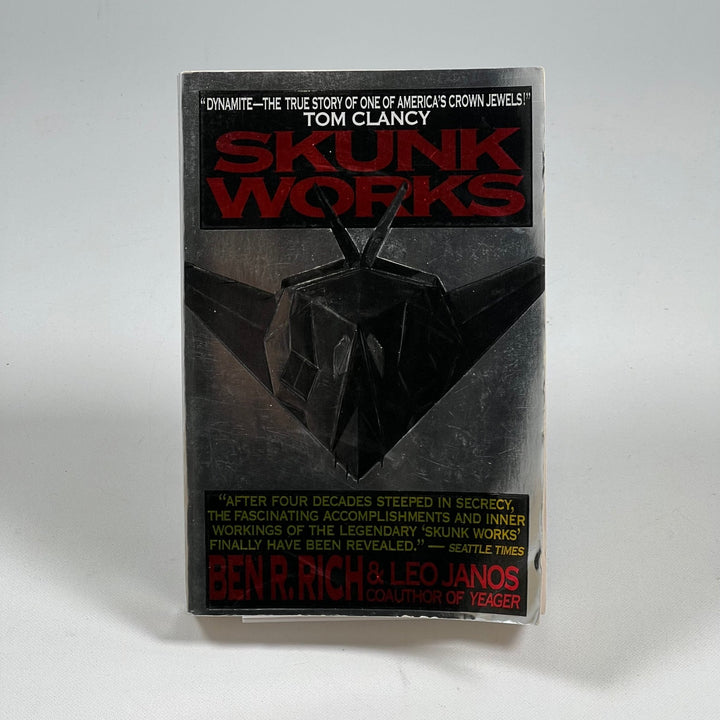 “DYNAMITE—THE TRUE STORY OF ONE OF AMERICA'S CROWN JEWELS!”
TOM CLANCY
SKUNK
WORKS
“AFTER FOUR DECADES STEEPED IN SECRECY,
THE FASCINATING ACCOMPLISHMENTS AND INNER
WORKINGS OF THE LEGENDARY ‘SKUNK WORKS’
FINALLY HAVE BEEN REVEALED.” — SEATTLE TIMES
BEN R. RICH & LEO JANOS
COAUTHOR OF YEAGER